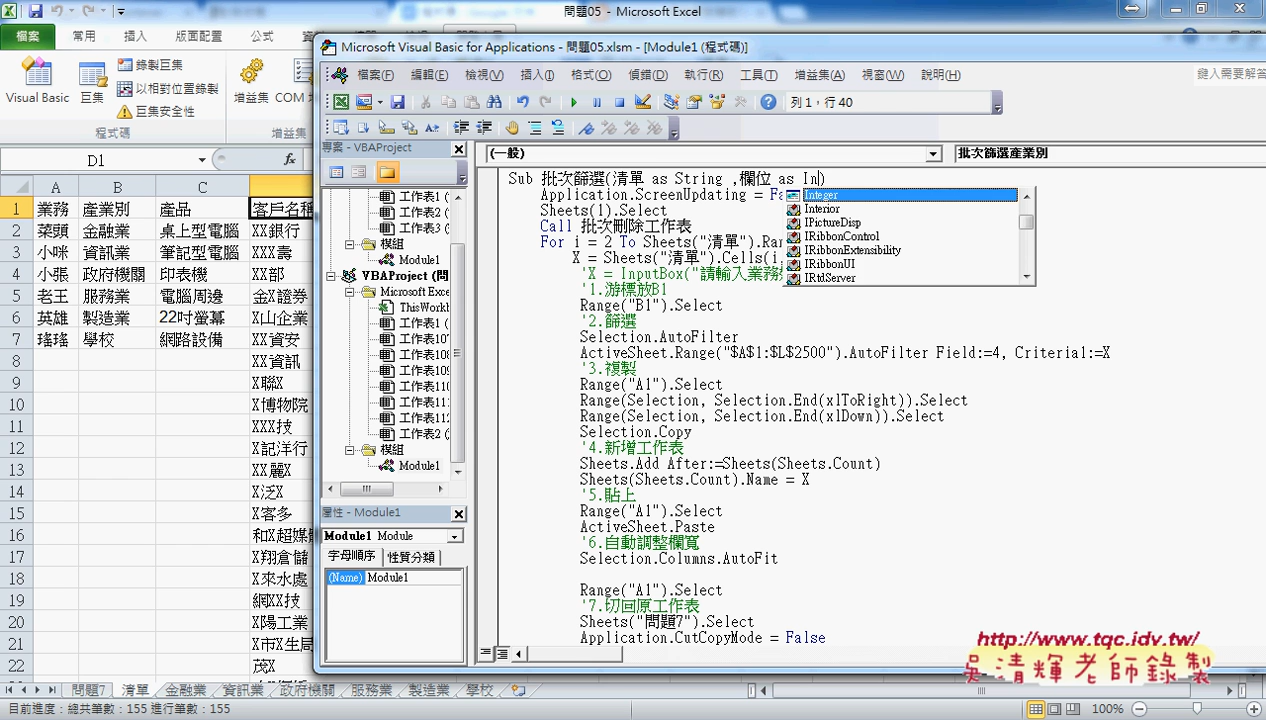 問題05 - Microsoft Excel
檔案 常用 插入 版面配置 公式
Visual Basic 巨集 錄製巨集 以相對位置錄製 巨集安全性 增益集 COM
程式碼 增益集
D1 fx
A B C
1 業務 產業別 產品 客戶名稱
2 菜頭 金融業 桌上型電腦 XX銀行
3 小咪 資訊業 筆記型電腦 XXX壽
4 小張 政府機關 印表機 XX部
5 老王 服務業 電腦周邊 金X證券
6 英雄 製造業 22吋螢幕 X山企業
7 瑤瑤 學校 網路設備 XX資安
8 XX資訊
9 X聯X
10 X博物院
11 XXX技
12 X記洋行
13 XX麗X
14 X泛X
15 X客多
16 和X超媒體
17 X翔倉儲
18 X來水處
19 網XX技
20 X陽工業
21 X市X生局
22 茂X
問題7 清單 金融業 資訊業 政府機關 服務業 製造業 學校
目前進度：總共筆數：155 進行筆數：155
100%
Microsoft Visual Basic for Applications - 問題05.xlsm - [Module1 (程式碼)]
檔案(F) 編輯(E) 檢視(V) 插入(I) 格式(O) 偵錯(D) 執行(R) 工具(T) 增益集(A) 視窗(W) 說明(H) 鍵入需要解答
列 1，行 40
專案 - VBAProject
工作表1 (
工作表2 (
工作表3 (
模組
Module1
VBAProject (問
Microsoft Exce
ThisWorkb
工作表1 (
工作表107
工作表108
工作表109
工作表110
工作表111
工作表112
工作表2 (
模組
Module1
屬性 - Module1
Module1 Module
字母順序 性質分類
(Name) Module1
(一般) 批次篩選產業別
Sub 批次篩選(清單 as String ,欄位 as In)
Application.ScreenUpdating = Fa
Sheets(1).Select
Call 批次刪除工作表
For i = 2 To Sheets("清單").Ran
X = Sheets("清單").Cells(i,
'X = InputBox("請輸入業務姓
'1.游標放B1
Range("B1").Select
'2.篩選
Selection.AutoFilter
ActiveSheet.Range("$A$1:$L$2500").AutoFilter Field:=4, Criteria1:=X
'3.複製
Range("A1").Select
Range(Selection, Selection.End(xlToRight)).Select
Range(Selection, Selection.End(xlDown)).Select
Selection.Copy
'4.新增工作表
Sheets.Add After:=Sheets(Sheets.Count)
Sheets(Sheets.Count).Name = X
'5.貼上
Range("A1").Select
ActiveSheet.Paste
'6.自動調整欄寬
Selection.Columns.AutoFit
Range("A1").Select
'7.切回原工作表
Sheets("問題7").Select
Application.CutCopyMode = False
Integer
Interior
IPictureDisp
IRibbonControl
IRibbonExtensibility
IRibbonUI
IRtdServer
http://www.tqc.idv.tw/
吳清輝老師錄製